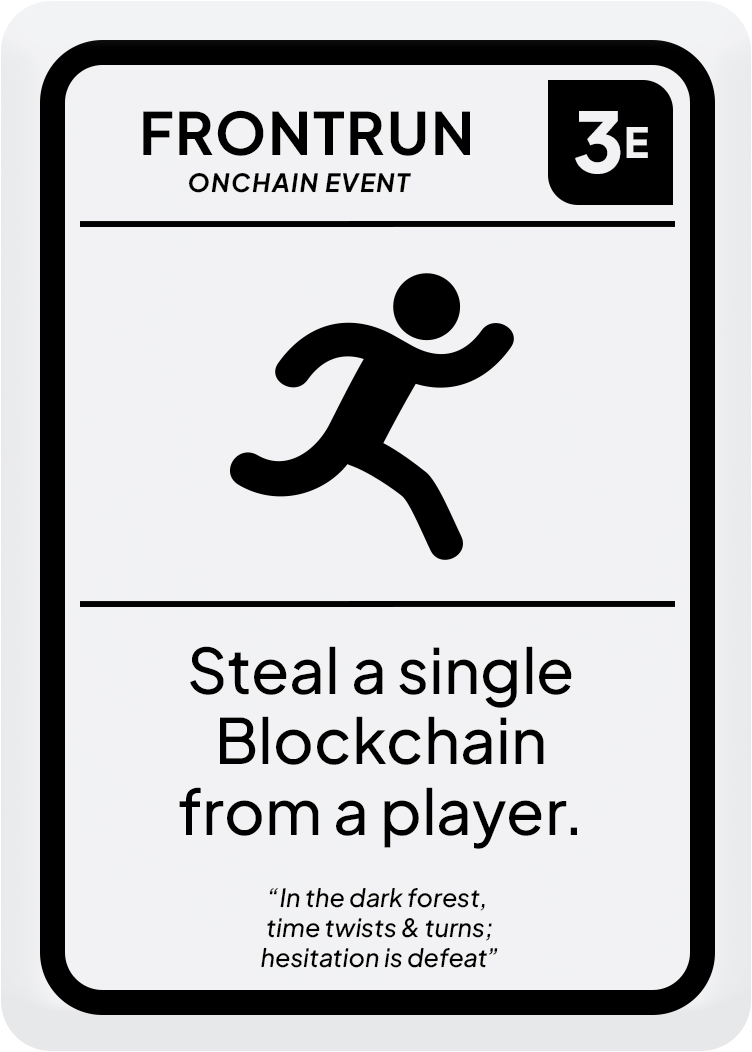 FRONTRUN
3E
ONCHAIN EVENT
Steal a single
Blockchain
from a player.
“In the dark forest,
time twists & turns;
hesitation is defeat”